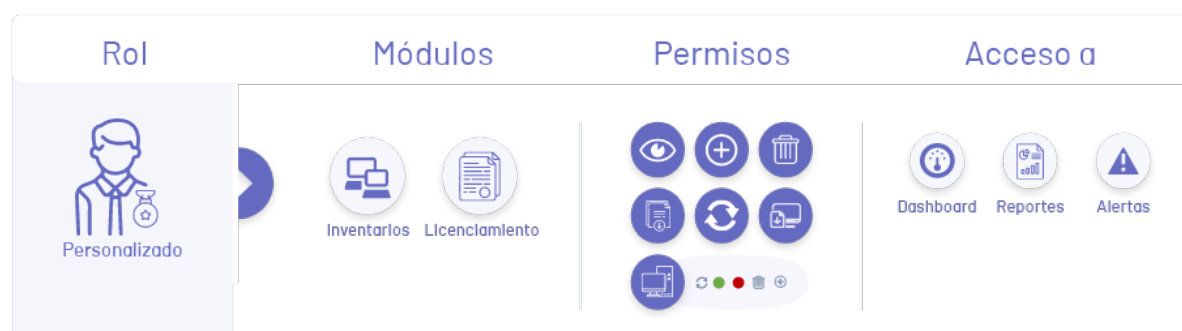 Rol
Módulos
Permisos
Acceso a
Personalizado
Inventarios
Licenciamiento
Dashboard
Reportes
Alertas